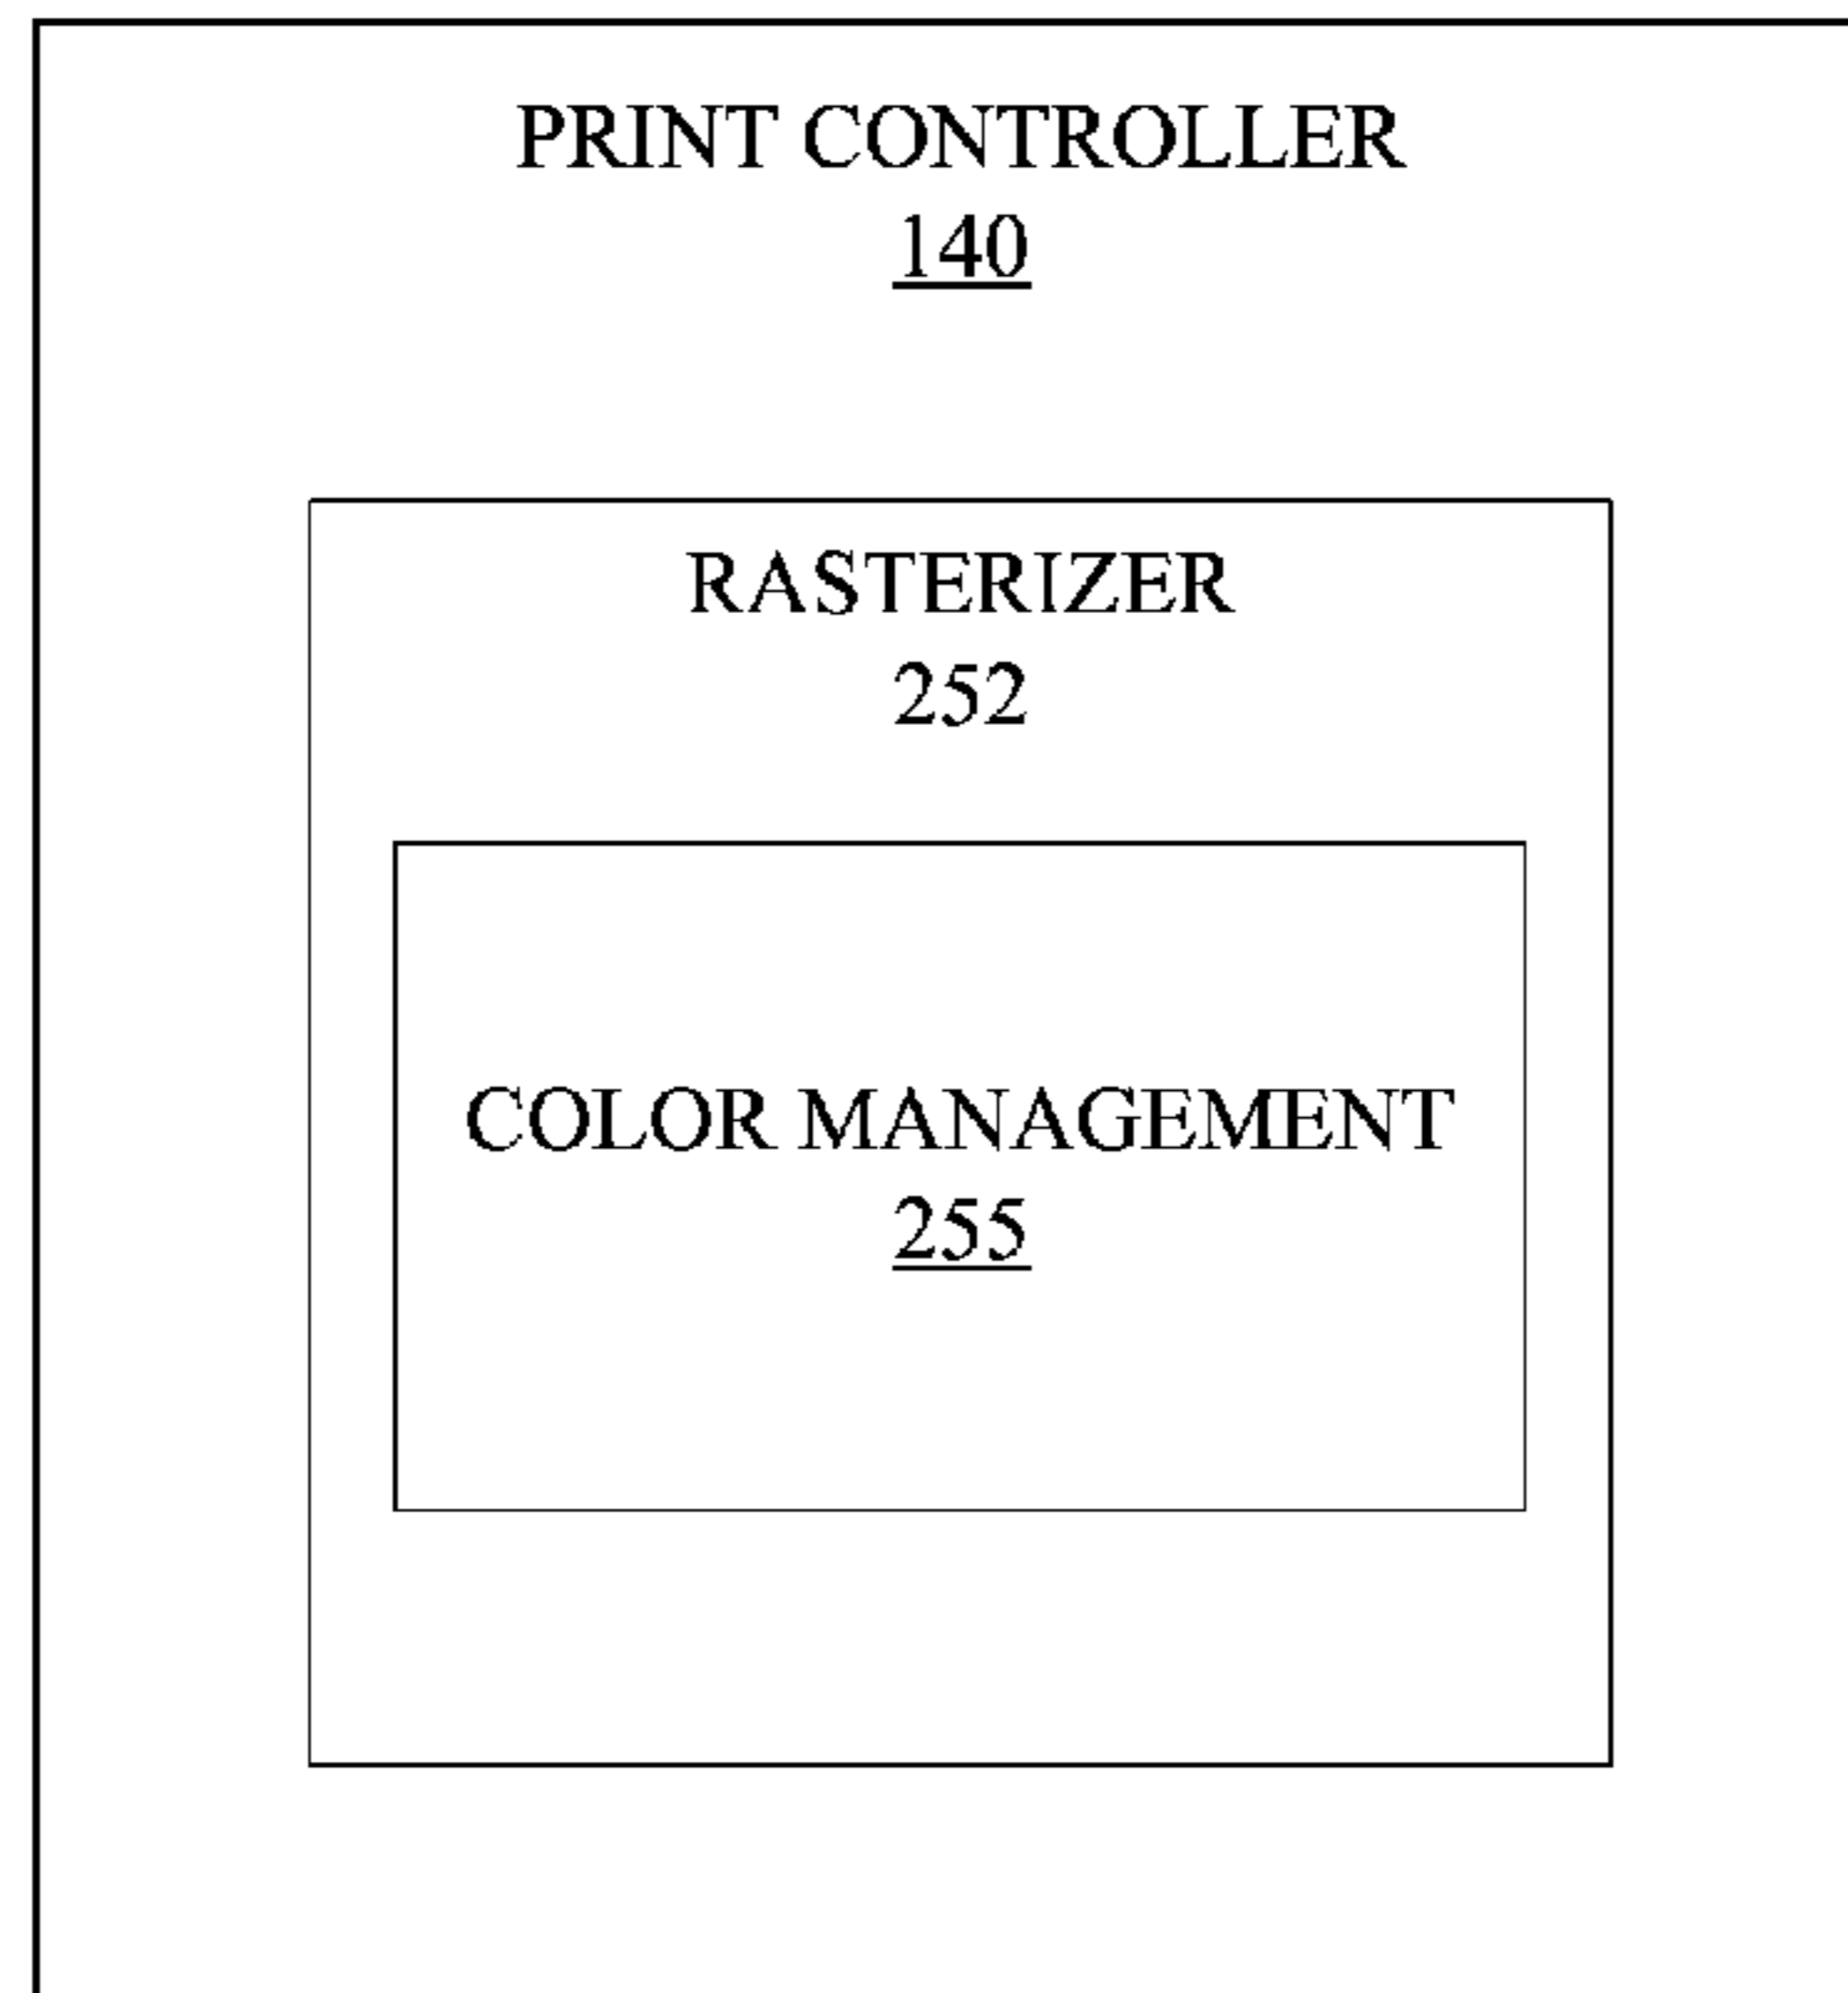 PRINT CONTROLLER
140
RASTERIZER
252
COLOR MANAGEMENT
255